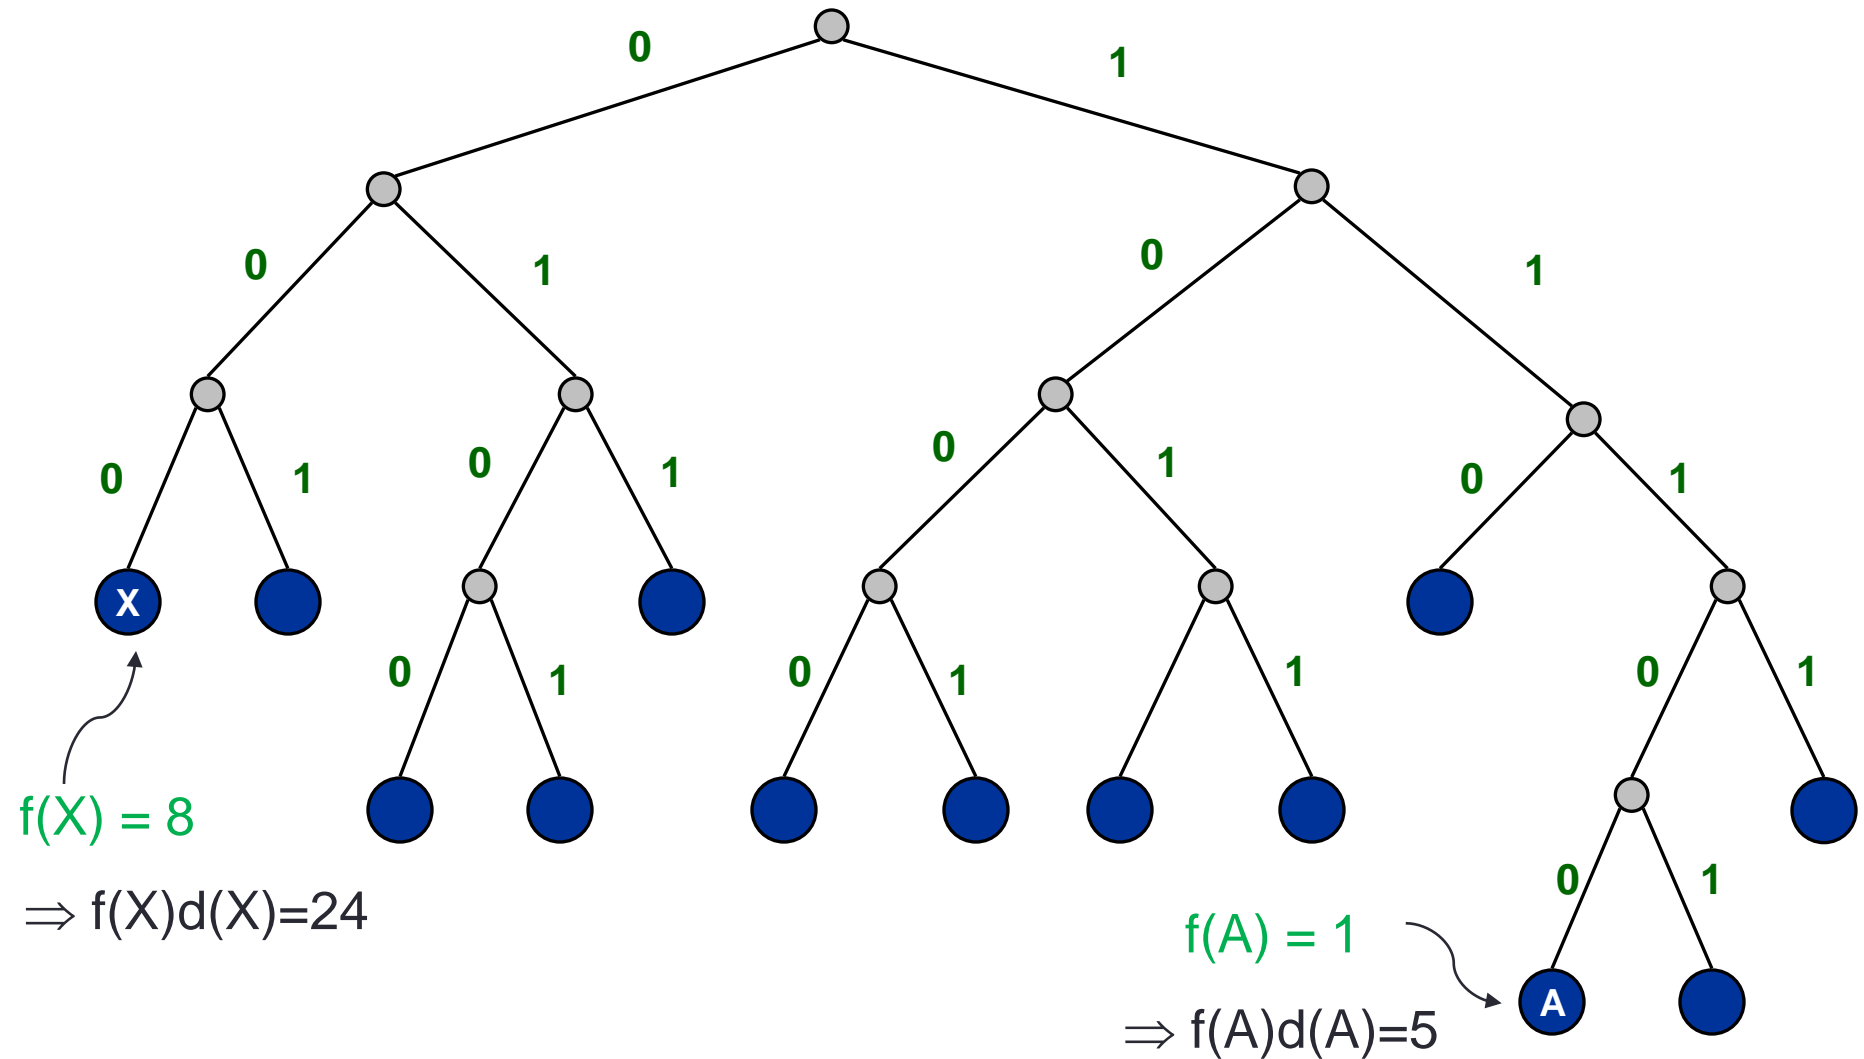 0 1
0 1 0 1
0 1 0 1 0 1 0 1
X
0 1 0 1 1 0 1
f(X) = 8
0 1
⇒ f(X)d(X)=24
f(A) = 1
A
⇒ f(A)d(A)=5